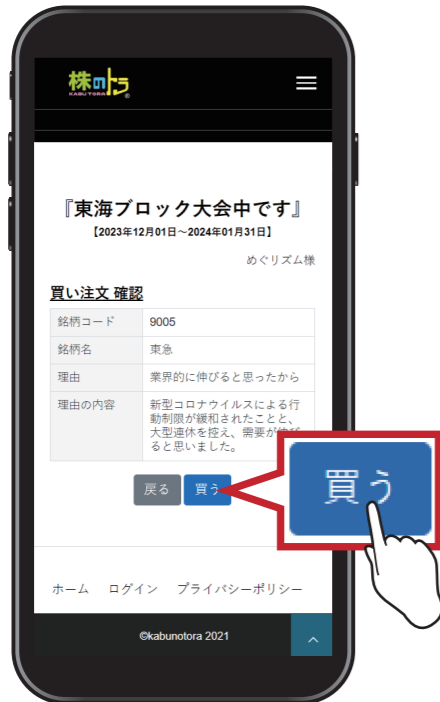 株のトラ
KABUTORA®
『東海ブロック大会中です』
【2023年12月01日～2024年01月31日】
めぐリズム様
買い注文 確認
銘柄コード 9005
銘柄名 東急
理由 業界的に伸びると思ったから
理由の内容 新型コロナウイルスによる行
動制限が緩和されたことと、
大型連休を控え、需要が伸び
ると思いました。
戻る 買う
買う
ホーム ログイン プライバシーポリシー
©kabunotora 2021